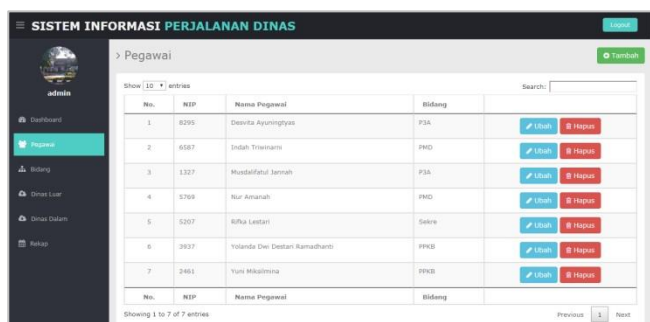 SISTEM INFORMASI PERJALANAN DINAS
Logout
admin
Dashboard
Pegawai
Bidang
Dinas Luar
Dinas Dalam
Rekap
> Pegawai
Tambah
Show 10 entries
Search:
No. NIP Nama Pegawai Bidang
1 8295 Desvita Ayuningtyas P3A Ubah Hapus
2 6587 Indah Triwinarni PMD Ubah Hapus
3 1327 Musdalifatul Jannah P3A Ubah Hapus
4 5769 Nur Amanah PMD Ubah Hapus
5 5207 Rifka Lestari Sekre Ubah Hapus
6 3937 Yolanda Dwi Destari Ramadhanti PPKB Ubah Hapus
7 2461 Yuni Mikalimina PPKB Ubah Hapus
No. NIP Nama Pegawai Bidang
Showing 1 to 7 of 7 entries
Previous 1 Next